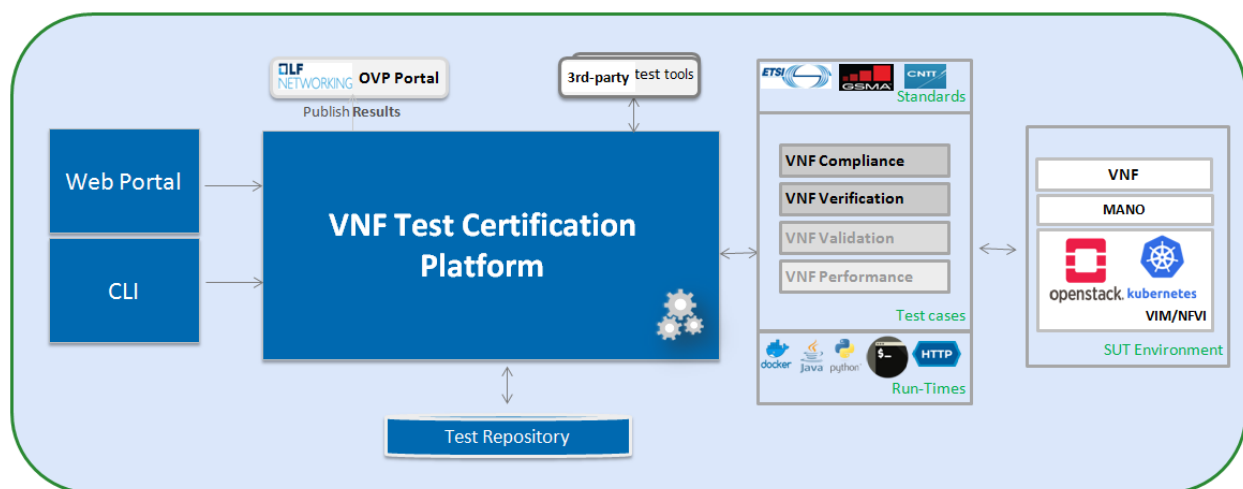 LF
NETWORKING
OVP Portal
Publish Results
3rd-party test tools
Web Portal
CLI
VNF Test Certification
Platform
Test Repository
ETSI
GSMA
CNTT
Standards
VNF Compliance
VNF Verification
VNF Validation
VNF Performance
Test cases
docker
Java
python
$_
HTTP
Run-Times
VNF
MANO
openstack.
kubernetes
VIM/NFVI
SUT Environment